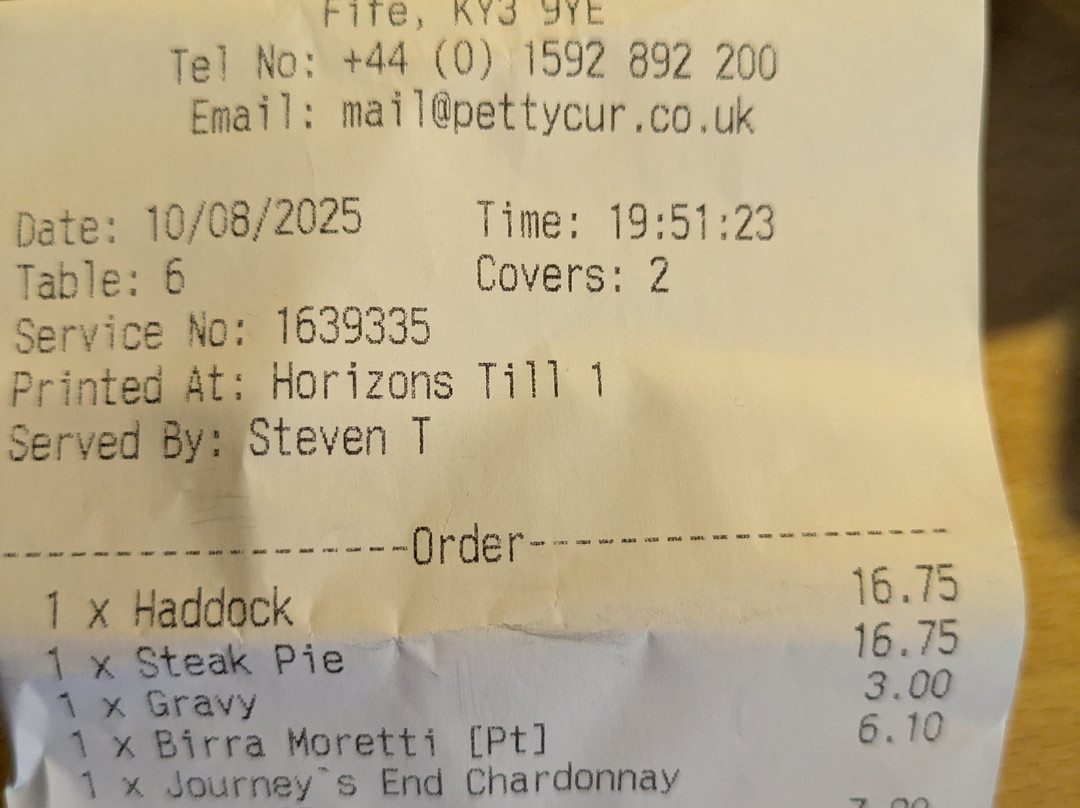 Fife, KY3 9YE
Tel No: +44 (0) 1592 892 200
Email: mail@pettycur.co.uk
Date: 10/08/2025 Time: 19:51:23
Table: 6 Covers: 2
Service No: 1639335
Printed At: Horizons Till 1
Served By: Steven T
--------------------Order--------------------
1 x Haddock 16.75
1 x Steak Pie 16.75
1 x Gravy 3.00
1 x Birra Moretti [Pt] 6.10
1 x Journey`s End Chardonnay